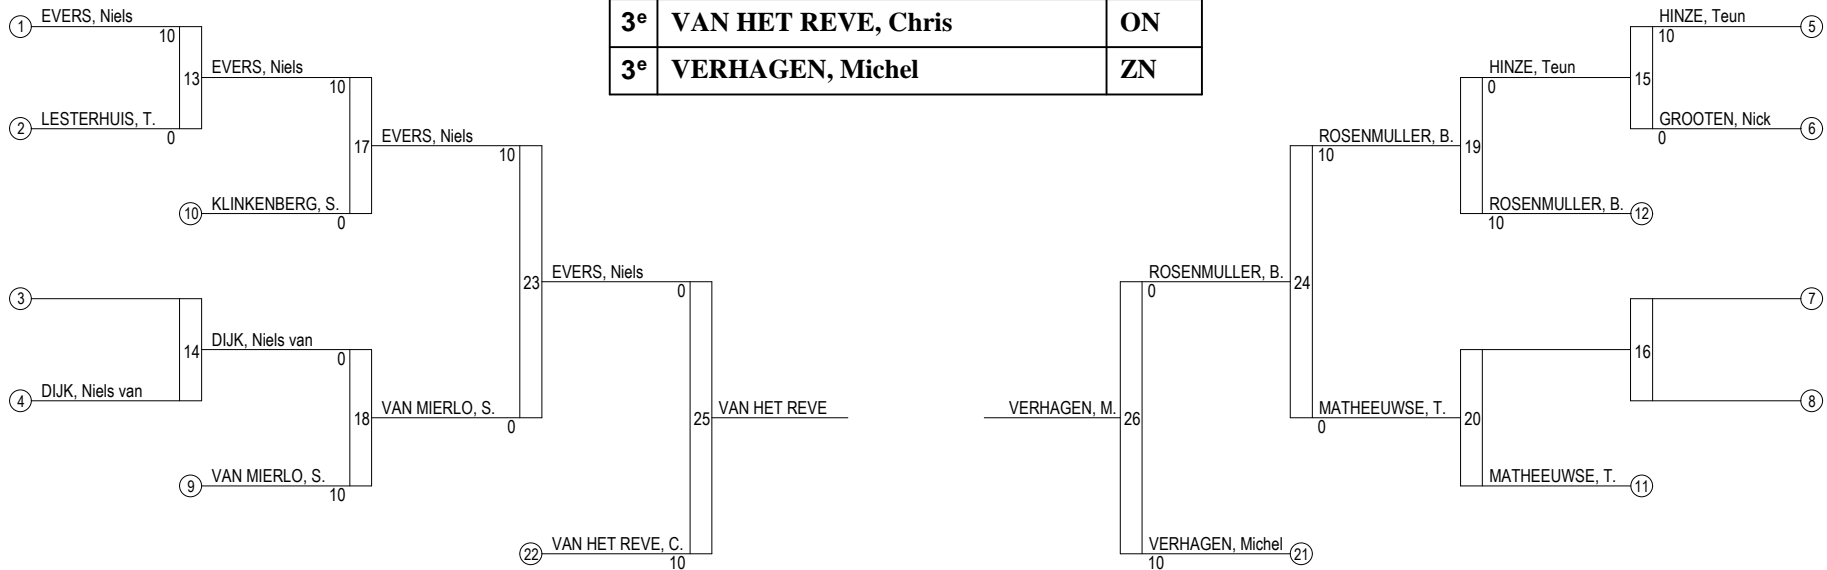 3e VAN HET REVE, Chris ON
3e VERHAGEN, Michel ZN
1 EVERS, Niels
10
13 EVERS, Niels
10
2 LESTERHUIS, T.
0
17 EVERS, Niels
10
10 KLINKENBERG, S.
0
23 EVERS, Niels
0
3
14 DIJK, Niels van
0
4 DIJK, Niels van
18 VAN MIERLO, S.
0
9 VAN MIERLO, S.
10
25 VAN HET REVE
22 VAN HET REVE, C.
10
HINZE, Teun 5
10
HINZE, Teun 15
0
GROOTEN, Nick 6
0
ROSENMULLER, B. 19
10
ROSENMULLER, B. 12
10
ROSENMULLER, B. 24
0
7
16
8
MATHEEUWSE, T. 20
0
MATHEEUWSE, T. 11
VERHAGEN, M. 26
VERHAGEN, Michel 21
10